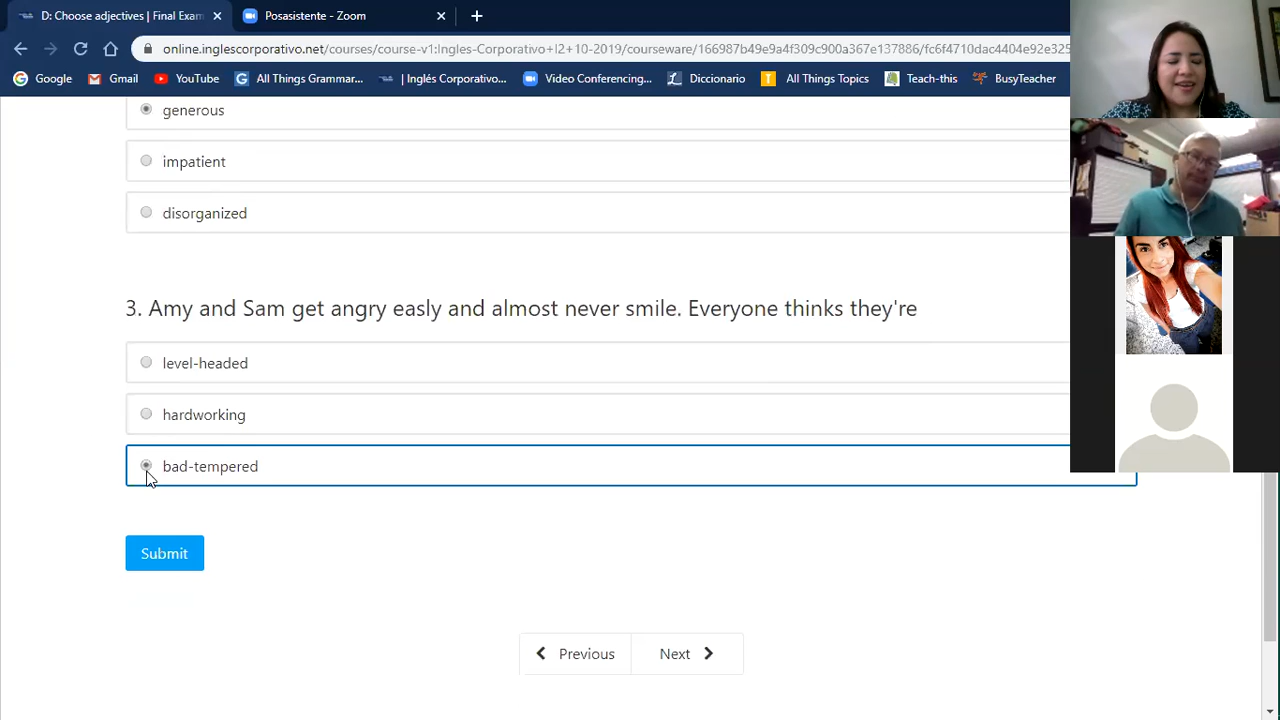 D: Choose adjectives | Final Exam
Posasistente - Zoom
online.inglescorporativo.net/courses/course-v1:Ingles-Corporativo+I2+10-2019/courseware/166987b49e9a4f309c900a367e137886/fc6f4710dac4404e92e325
Google
Gmail
YouTube
All Things Grammar...
| Inglés Corporativo...
Video Conferencing...
Diccionario
All Things Topics
Teach-this
BusyTeacher
generous
impatient
disorganized
3. Amy and Sam get angry easly and almost never smile. Everyone thinks they're
level-headed
hardworking
bad-tempered
Submit
Previous
Next